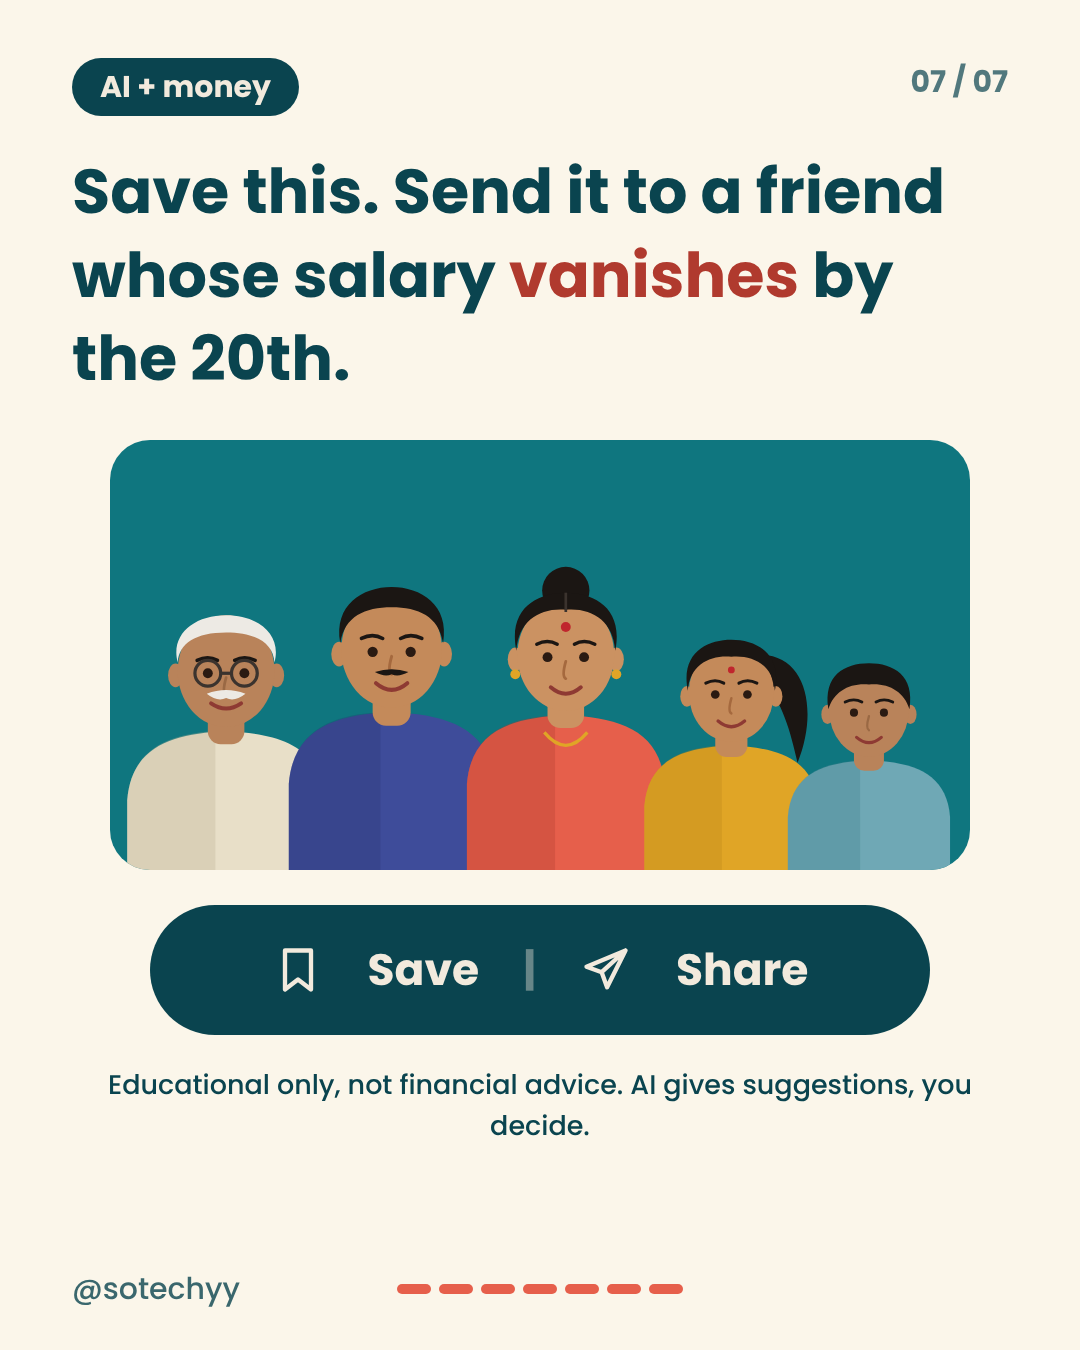 AI + money
07 / 07
Save this. Send it to a friend
whose salary vanishes by
the 20th.
Save | Share
Educational only, not financial advice. AI gives suggestions, you
decide.
@sotechyy